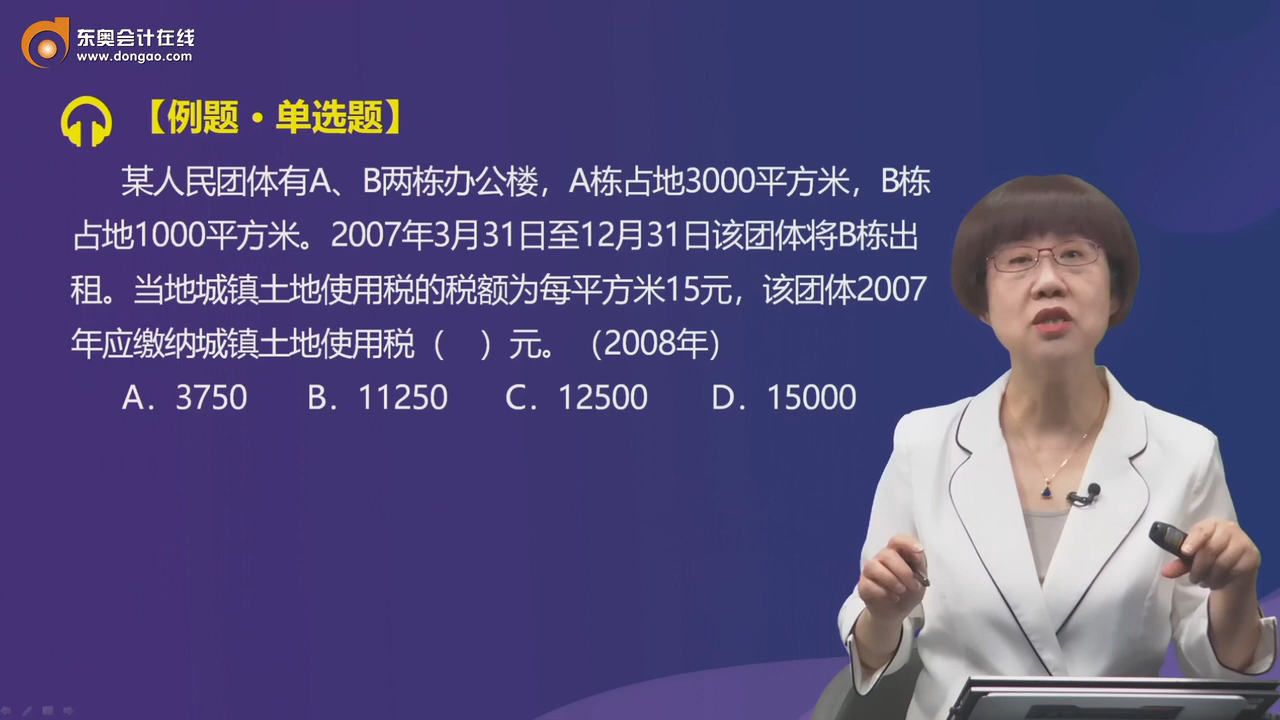 东奥会计在线
www.dongao.com
【例题·单选题】
某人民团体有A、B两栋办公楼，A栋占地3000平方米，B栋
占地1000平方米。2007年3月31日至12月31日该团体将B栋出
租。当地城镇土地使用税的税额为每平方米15元，该团体2007
年应缴纳城镇土地使用税（ ）元。（2008年）
A．3750 B．11250 C．12500 D．15000